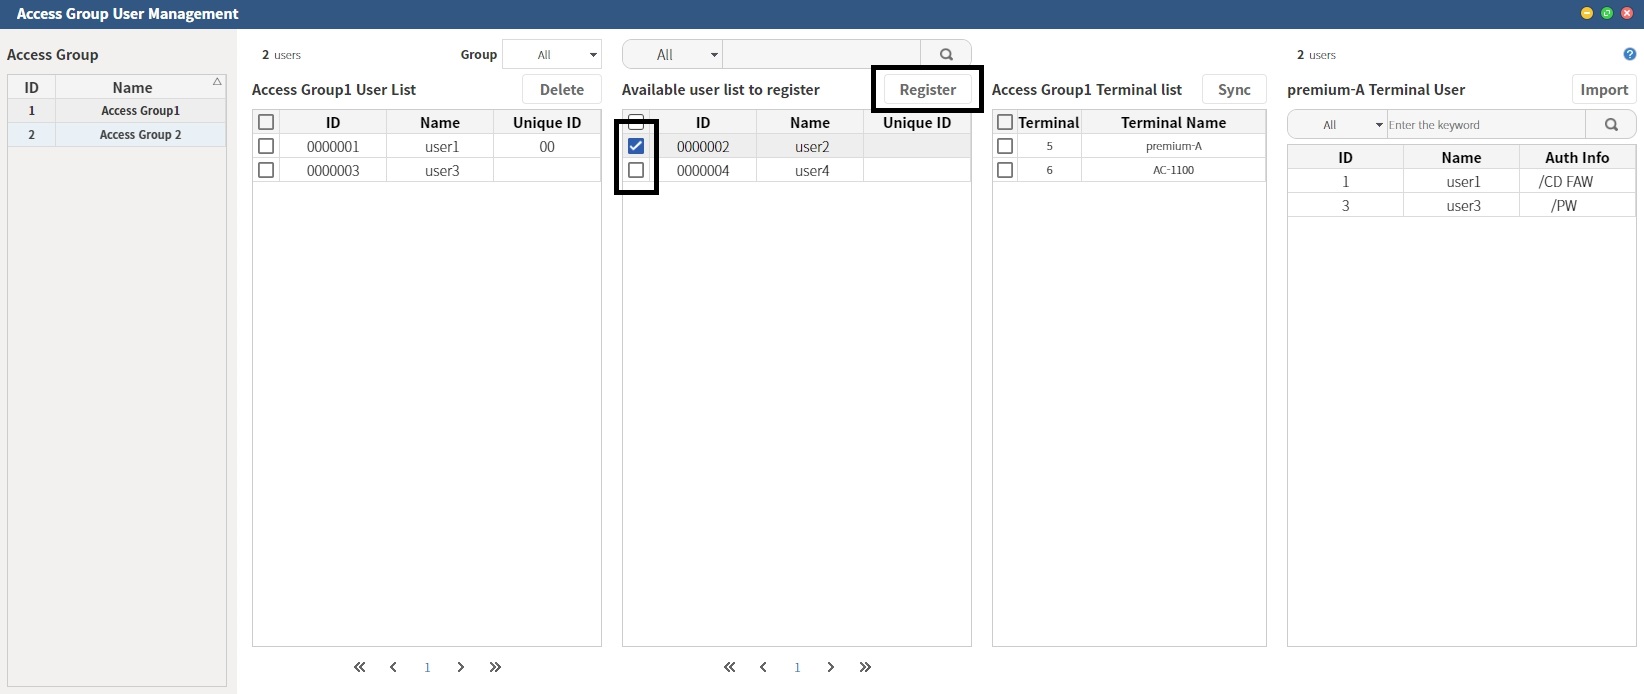 Access Group User Management
Access Group
ID Name
1 Access Group1
2 Access Group 2
2 users Group All
Access Group1 User List Delete
ID Name Unique ID
0000001 user1 00
0000003 user3
1
All
Available user list to register Register
ID Name Unique ID
0000002 user2
0000004 user4
1
Access Group1 Terminal list Sync
Terminal Terminal Name
5 premium-A
6 AC-1100
2 users ?
premium-A Terminal User Import
All Enter the keyword
ID Name Auth Info
1 user1 /CD FAW
3 user3 /PW